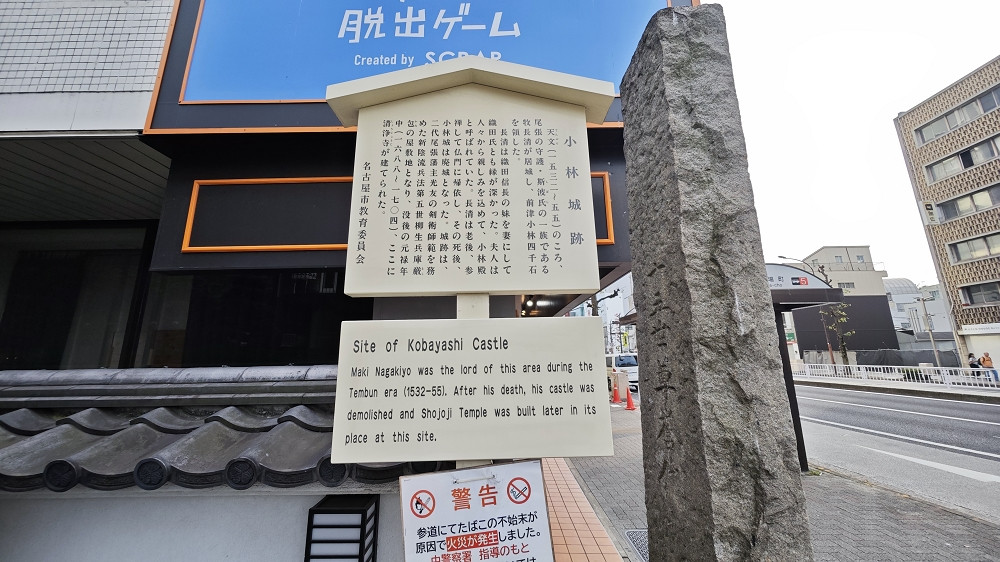 脱出ゲーム
Created by SCRAP
小林城跡
天文(一五三二~五五)のころ、
尾張の守護・斯波氏の一族である
牧長清が居城し、前津小林四千石
を領した。
長清は織田信長の妹を妻にして
織田氏とも縁が深かった。夫人は
人々から親しみを込めて、小林殿
と呼ばれていた。長清は老後、参
禅して仏門に帰依し、その死後、
小林城は廃城となった。城跡は、
二代尾張藩主光友の剣術師範を務
めた新陰流兵法第五世柳生兵庫厳
包の屋敷地となり、没後の元禄年
中(一六八八~一七〇四)、ここに
清浄寺が建てられた。
名古屋市教育委員会
Site of Kobayashi Castle
Maki Nagakiyo was the lord of this area during the
Tembun era (1532-55). After his death, his castle was
demolished and Shojoji Temple was built later in its
place at this site.
警告
参道にてたばこの不始末が
原因で火災が発生しました。
中警察署 指導のもと